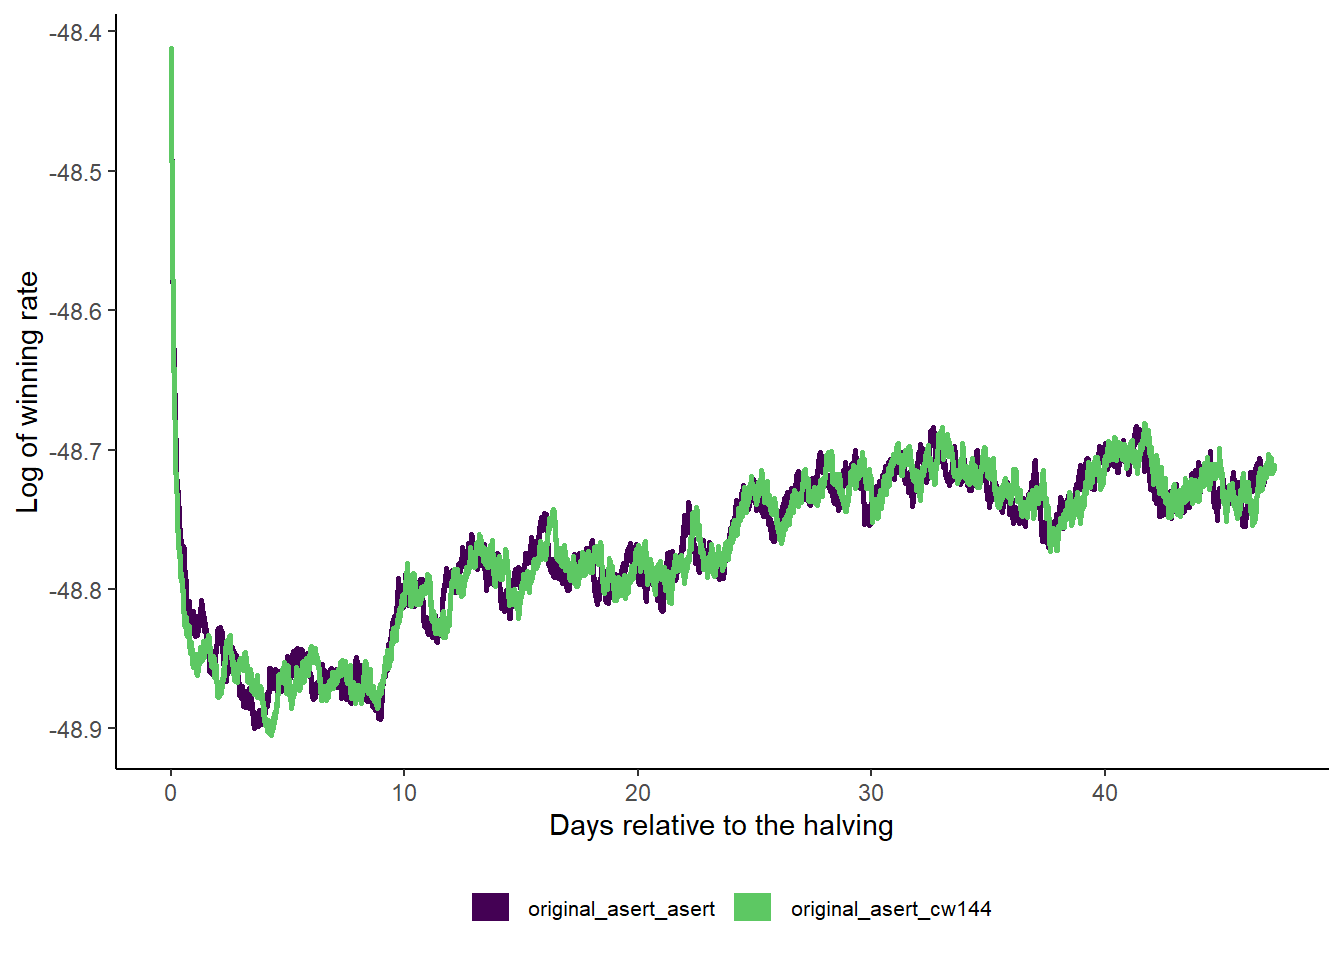 Log of winning rate
-48.4
-48.5
-48.6
-48.7
-48.8
-48.9
0 10 20 30 40
Days relative to the halving
original_asert_asert original_asert_cw144